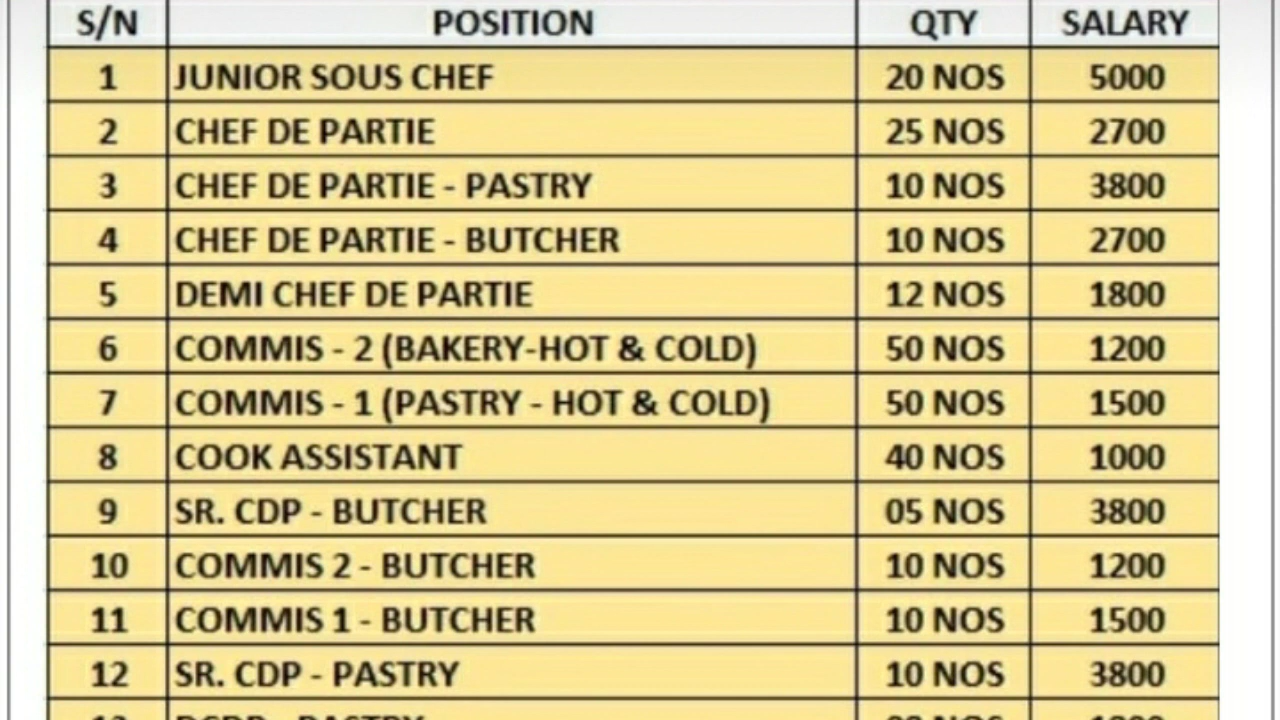 S/N POSITION QTY SALARY
1 JUNIOR SOUS CHEF 20 NOS 5000
2 CHEF DE PARTIE 25 NOS 2700
3 CHEF DE PARTIE - PASTRY 10 NOS 3800
4 CHEF DE PARTIE - BUTCHER 10 NOS 2700
5 DEMI CHEF DE PARTIE 12 NOS 1800
6 COMMIS - 2 (BAKERY-HOT & COLD) 50 NOS 1200
7 COMMIS - 1 (PASTRY - HOT & COLD) 50 NOS 1500
8 COOK ASSISTANT 40 NOS 1000
9 SR. CDP - BUTCHER 05 NOS 3800
10 COMMIS 2 - BUTCHER 10 NOS 1200
11 COMMIS 1 - BUTCHER 10 NOS 1500
12 SR. CDP - PASTRY 10 NOS 3800